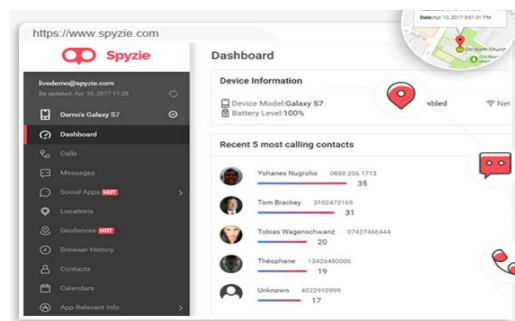 https://www.spyzie.com
Date:Apr 10, 2017 3:51:31 PM
Old North Church
Spyzie
Dashboard
livedemo@spyzie.com
Be updated: Apr 10, 2017 11:28
Demo's Galaxy S7
Dashboard
Calls
Messages
Social Apps HOT
Locations
Geofences HOT
Browser History
Contacts
Calendars
App Relevant Info
Device Information
Device Model:Galaxy S7
Battery Level:100%
Recent 5 most calling contacts
Yohanes Nugroho 0888 206 1713
35
Tom Brackey 3102472165
31
Tobias Wagenschwanz 07427466444
20
Théophane 13426450006
19
Unknown 4022910999
17